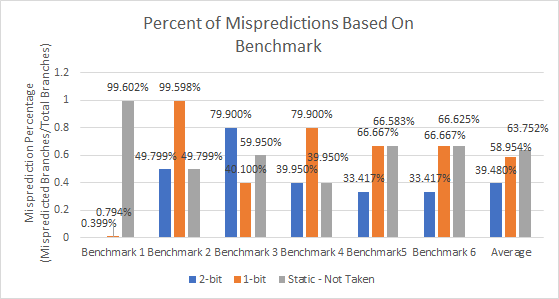 Percent of Mispredictions Based On
Benchmark
Misprediction Percentage
(Mispredicted Branches/Total Branches)
1.2
1
0.8
0.6
0.4
0.2
0
0.399%
0.794%
99.602%
49.799%
99.598%
49.799%
79.900%
40.100%
59.950%
39.950%
79.900%
39.950%
33.417%
66.667%
66.583%
33.417%
66.667%
66.625%
39.480%
58.954%
63.752%
Benchmark 1
Benchmark 2
Benchmark 3
Benchmark 4
Benchmark5
Benchmark 6
Average
2-bit
1-bit
Static - Not Taken